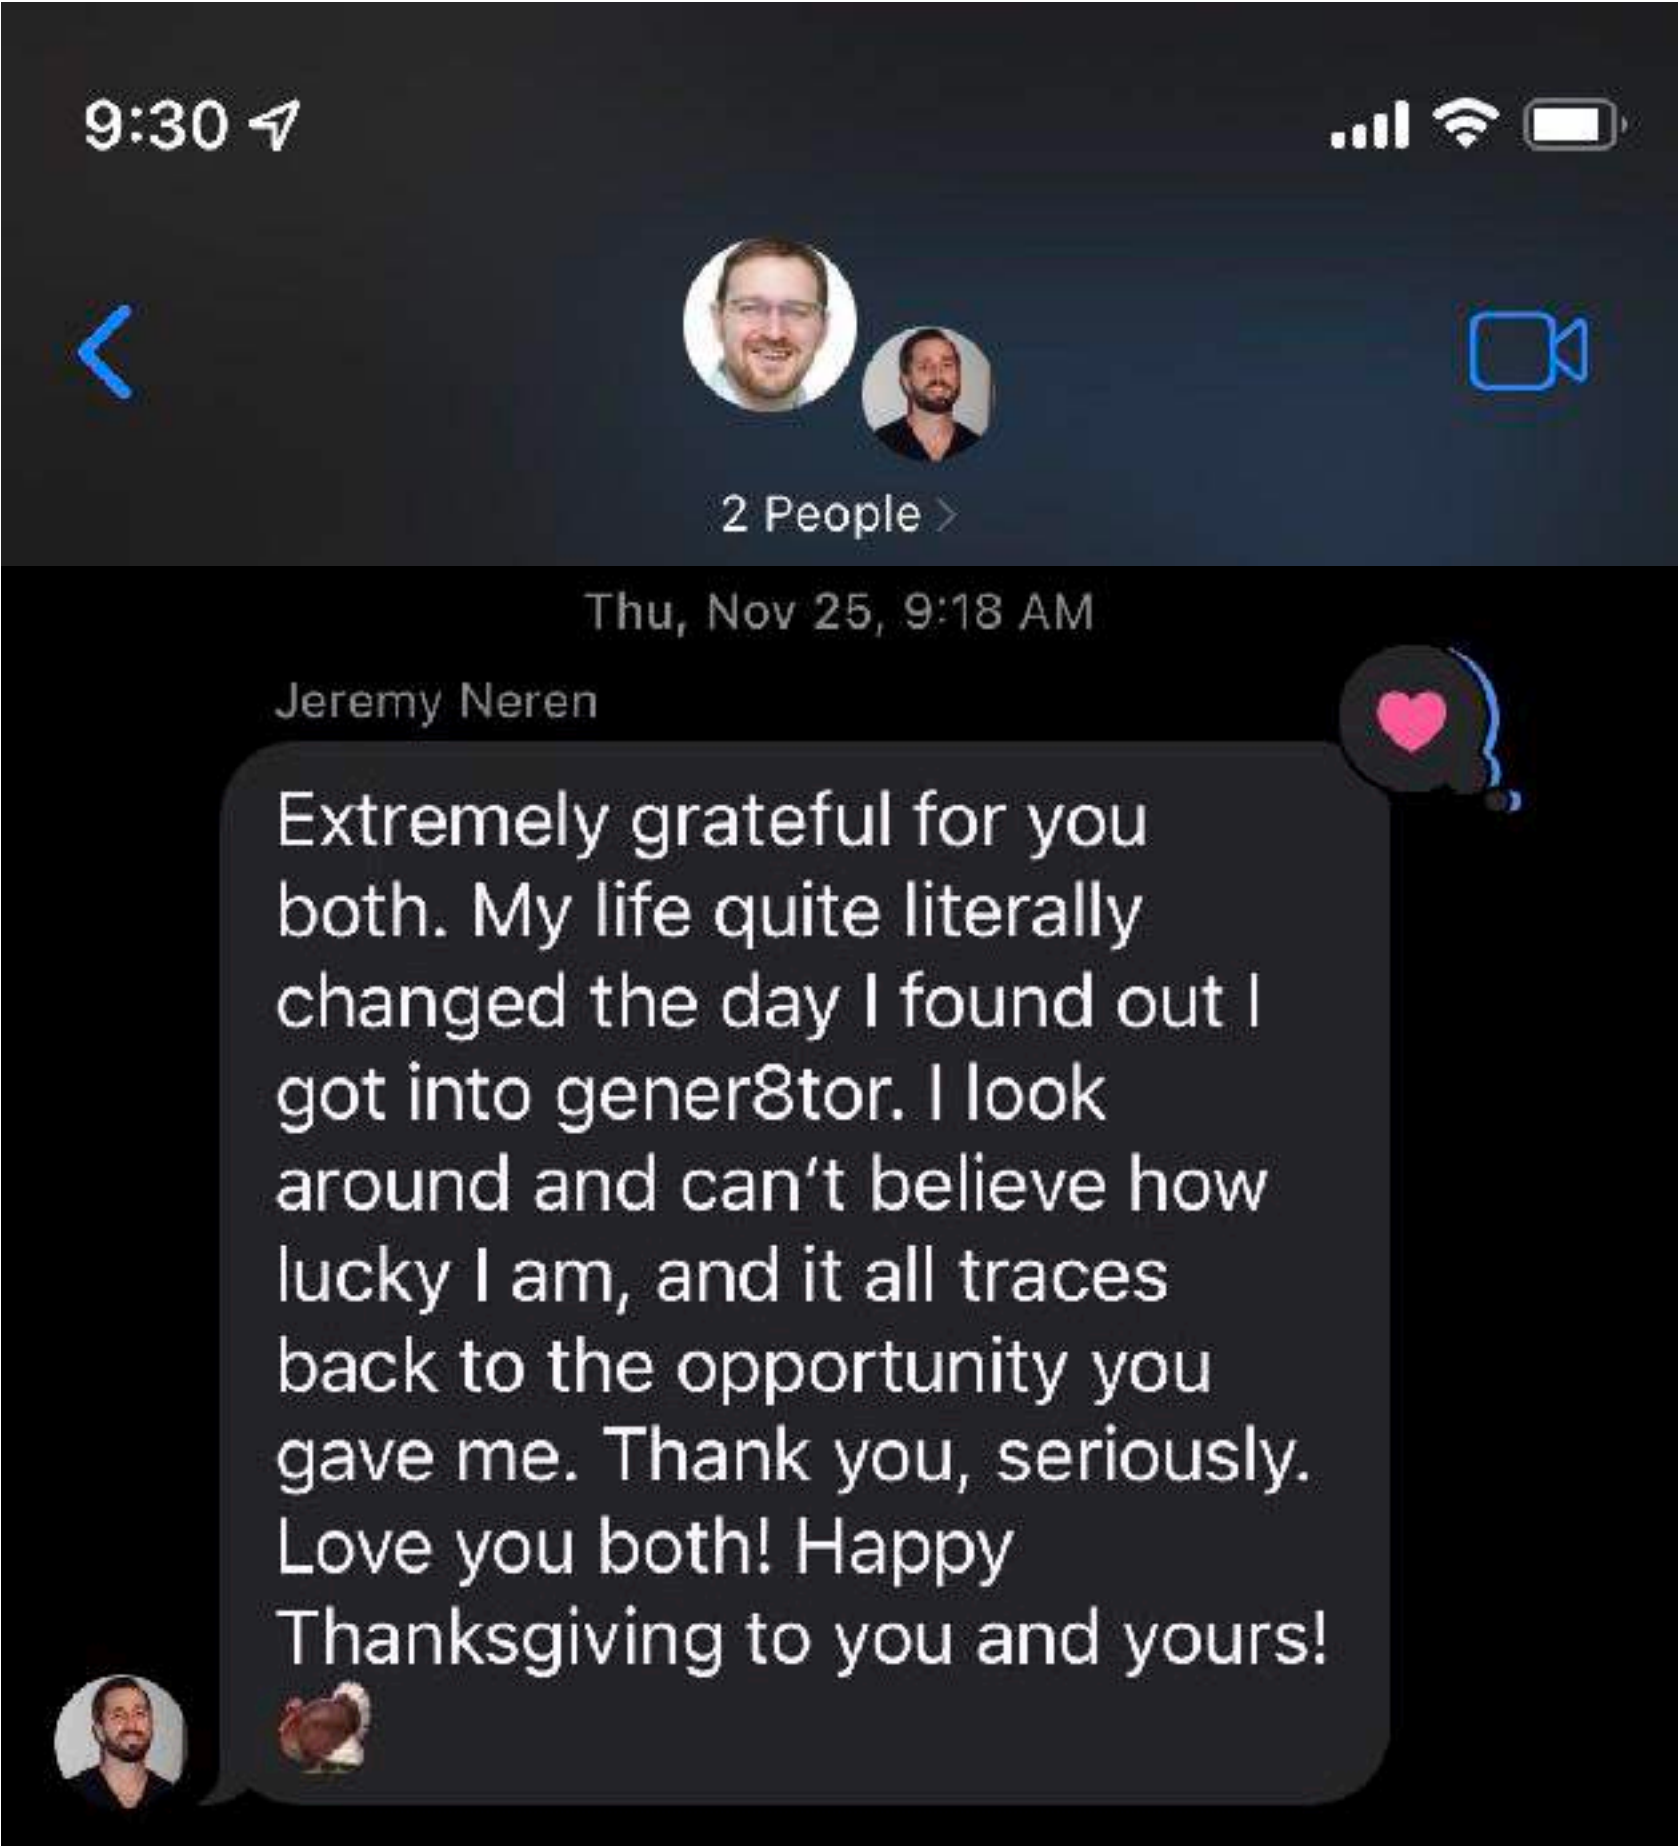 9:30
2 People
Thu, Nov 25, 9:18 AM
Jeremy Neren
Extremely grateful for you
both. My life quite literally
changed the day I found out I
got into gener8tor. I look
around and can't believe how
lucky I am, and it all traces
back to the opportunity you
gave me. Thank you, seriously.
Love you both! Happy
Thanksgiving to you and yours!
🦃